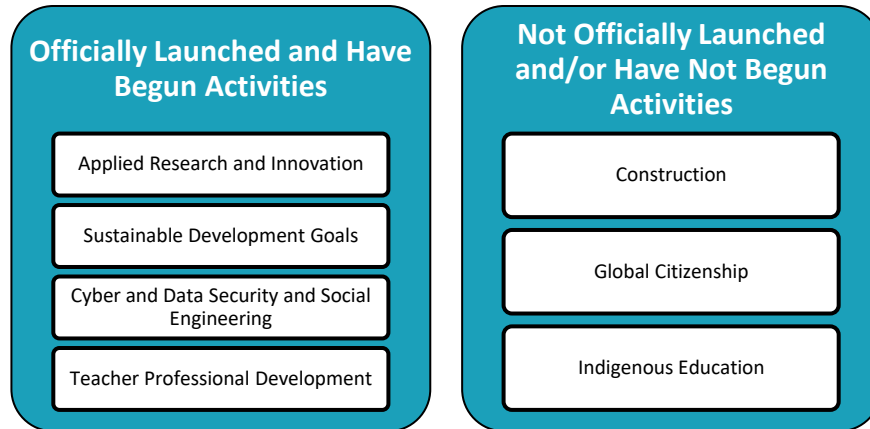 Officially Launched and Have
Begun Activities
Applied Research and Innovation
Sustainable Development Goals
Cyber and Data Security and Social
Engineering
Teacher Professional Development
Not Officially Launched
and/or Have Not Begun
Activities
Construction
Global Citizenship
Indigenous Education